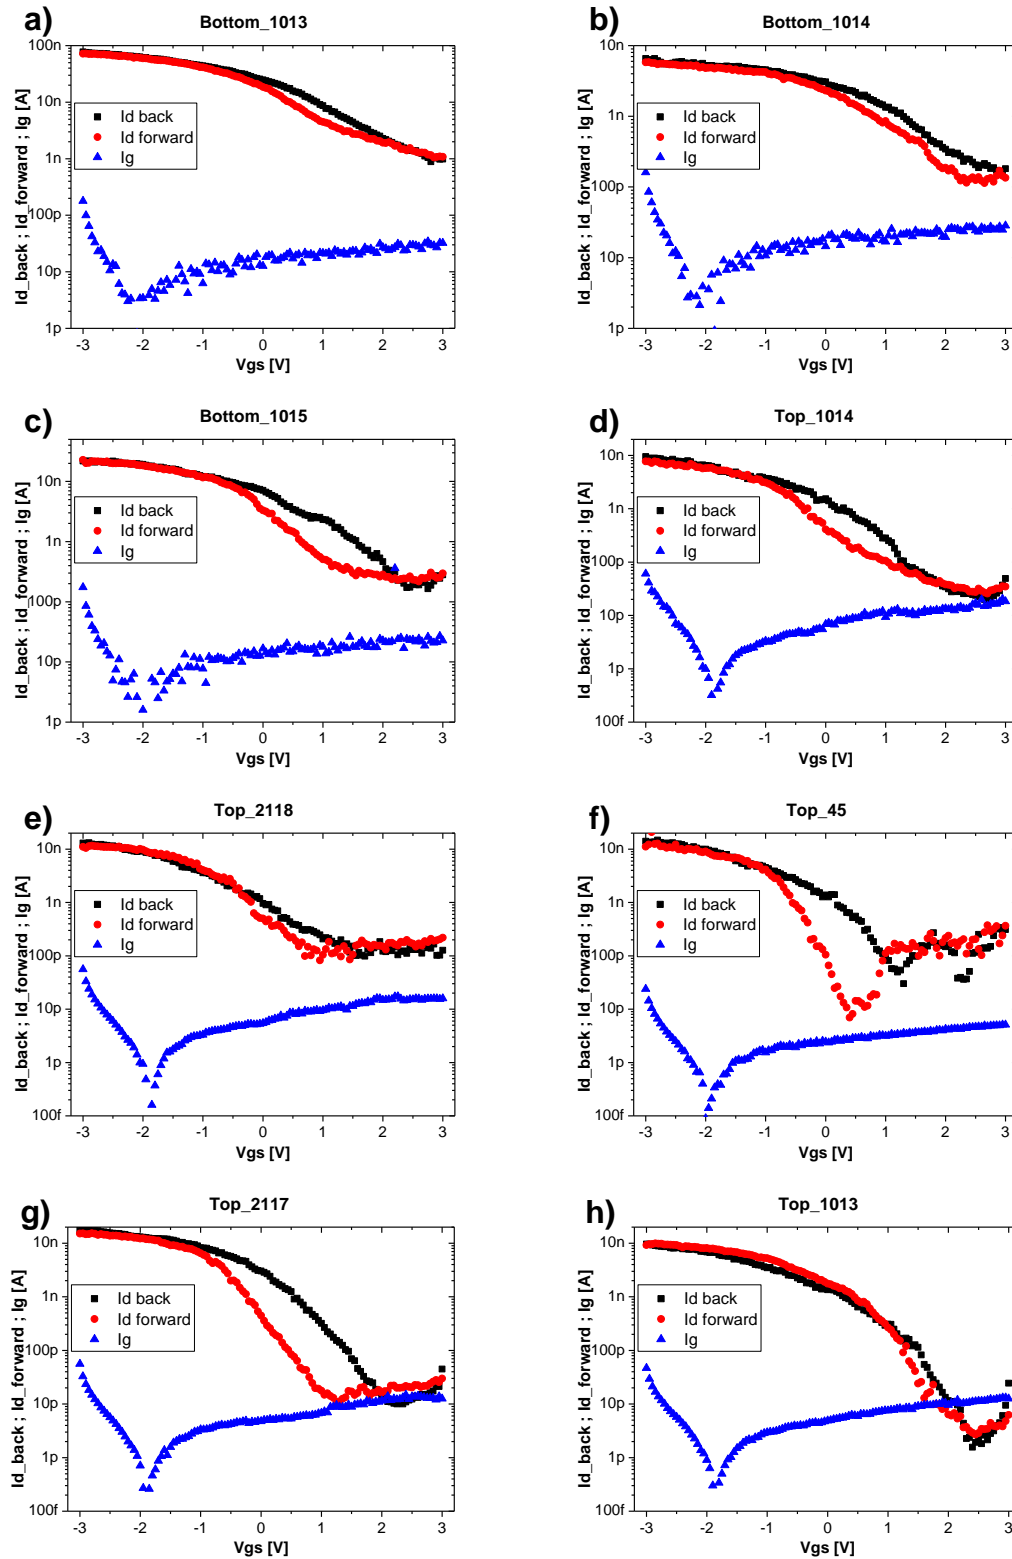 a)
Bottom_1013
Id_back ; Id_forward ; Ig [A]
100n
10n
1n
100p
10p
1p
Id back
Id forward
Ig
-3 -2 -1 0 1 2 3
Vgs [V]
b)
Bottom_1014
Id_back ; Id_forward ; Ig [A]
10n
1n
100p
10p
1p
Id back
Id forward
Ig
-3 -2 -1 0 1 2 3
Vgs [V]
c)
Bottom_1015
Id_back ; Id_forward ; Ig [A]
10n
1n
100p
10p
1p
Id back
Id forward
Ig
-3 -2 -1 0 1 2 3
Vgs [V]
d)
Top_1014
Id_back ; Id_forward ; Ig [A]
10n
1n
100p
10p
1p
100f
Id back
Id forward
Ig
-3 -2 -1 0 1 2 3
Vgs [V]
e)
Top_2118
Id_back ; Id_forward ; Ig [A]
10n
1n
100p
10p
1p
100f
Id back
Id forward
Ig
-3 -2 -1 0 1 2 3
Vgs [V]
f)
Top_45
Id_back ; Id_forward ; Ig [A]
10n
1n
100p
10p
1p
100f
Id back
Id forward
Ig
-3 -2 -1 0 1 2 3
Vgs [V]
g)
Top_2117
Id_back ; Id_forward ; Ig [A]
10n
1n
100p
10p
1p
100f
Id back
Id forward
Ig
-3 -2 -1 0 1 2 3
Vgs [V]
h)
Top_1013
Id_back ; Id_forward ; Ig [A]
10n
1n
100p
10p
1p
100f
Id back
Id forward
Ig
-3 -2 -1 0 1 2 3
Vgs [V]